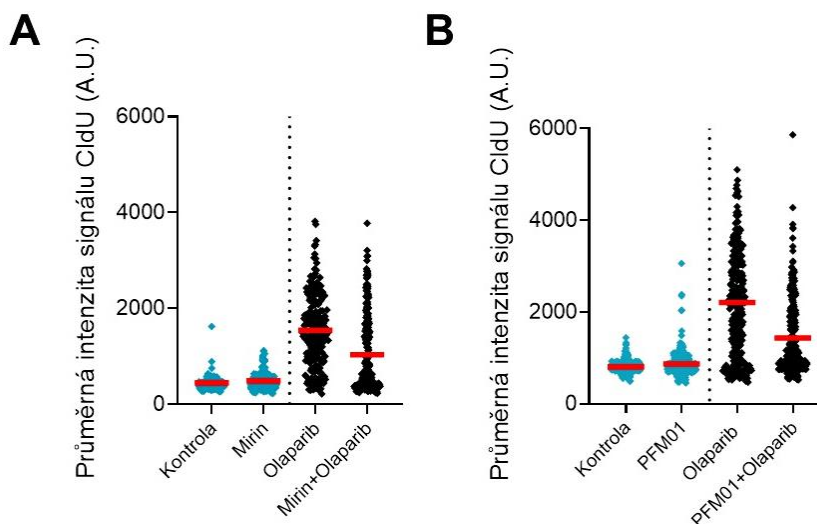 A
Průměrná intenzita signálu CldU (A.U.)
6000
4000
2000
0
Kontrola
Mirin
Olaparib
Mirin+Olaparib
B
Průměrná intenzita signálu CldU (A.U.)
6000
4000
2000
0
Kontrola
PFM01
Olaparib
PFM01+Olaparib